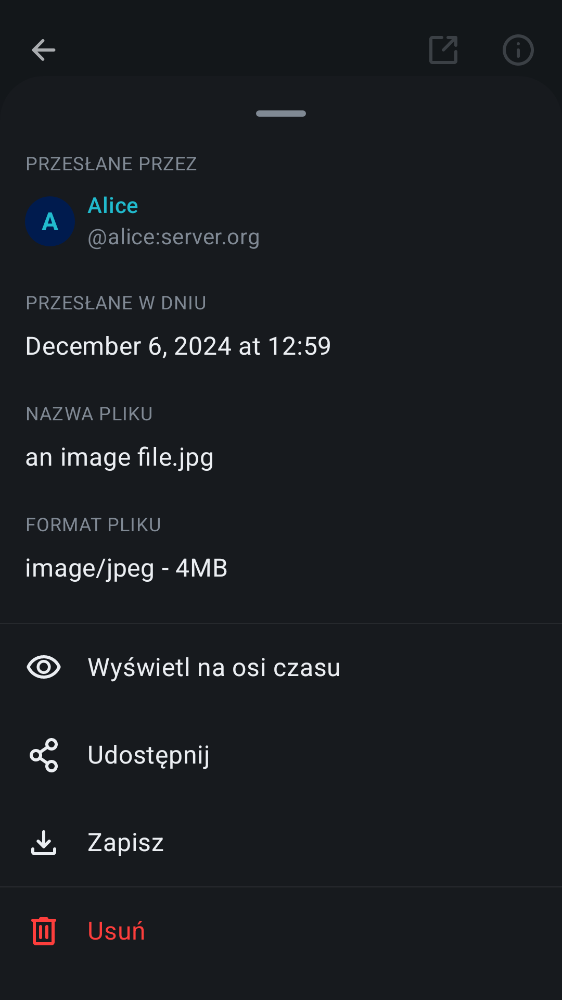 PRZESŁANE PRZEZ
A
Alice
@alice:server.org
PRZESŁANE W DNIU
December 6, 2024 at 12:59
NAZWA PLIKU
an image file.jpg
FORMAT PLIKU
image/jpeg - 4MB
Wyświetl na osi czasu
Udostępnij
Zapisz
Usuń